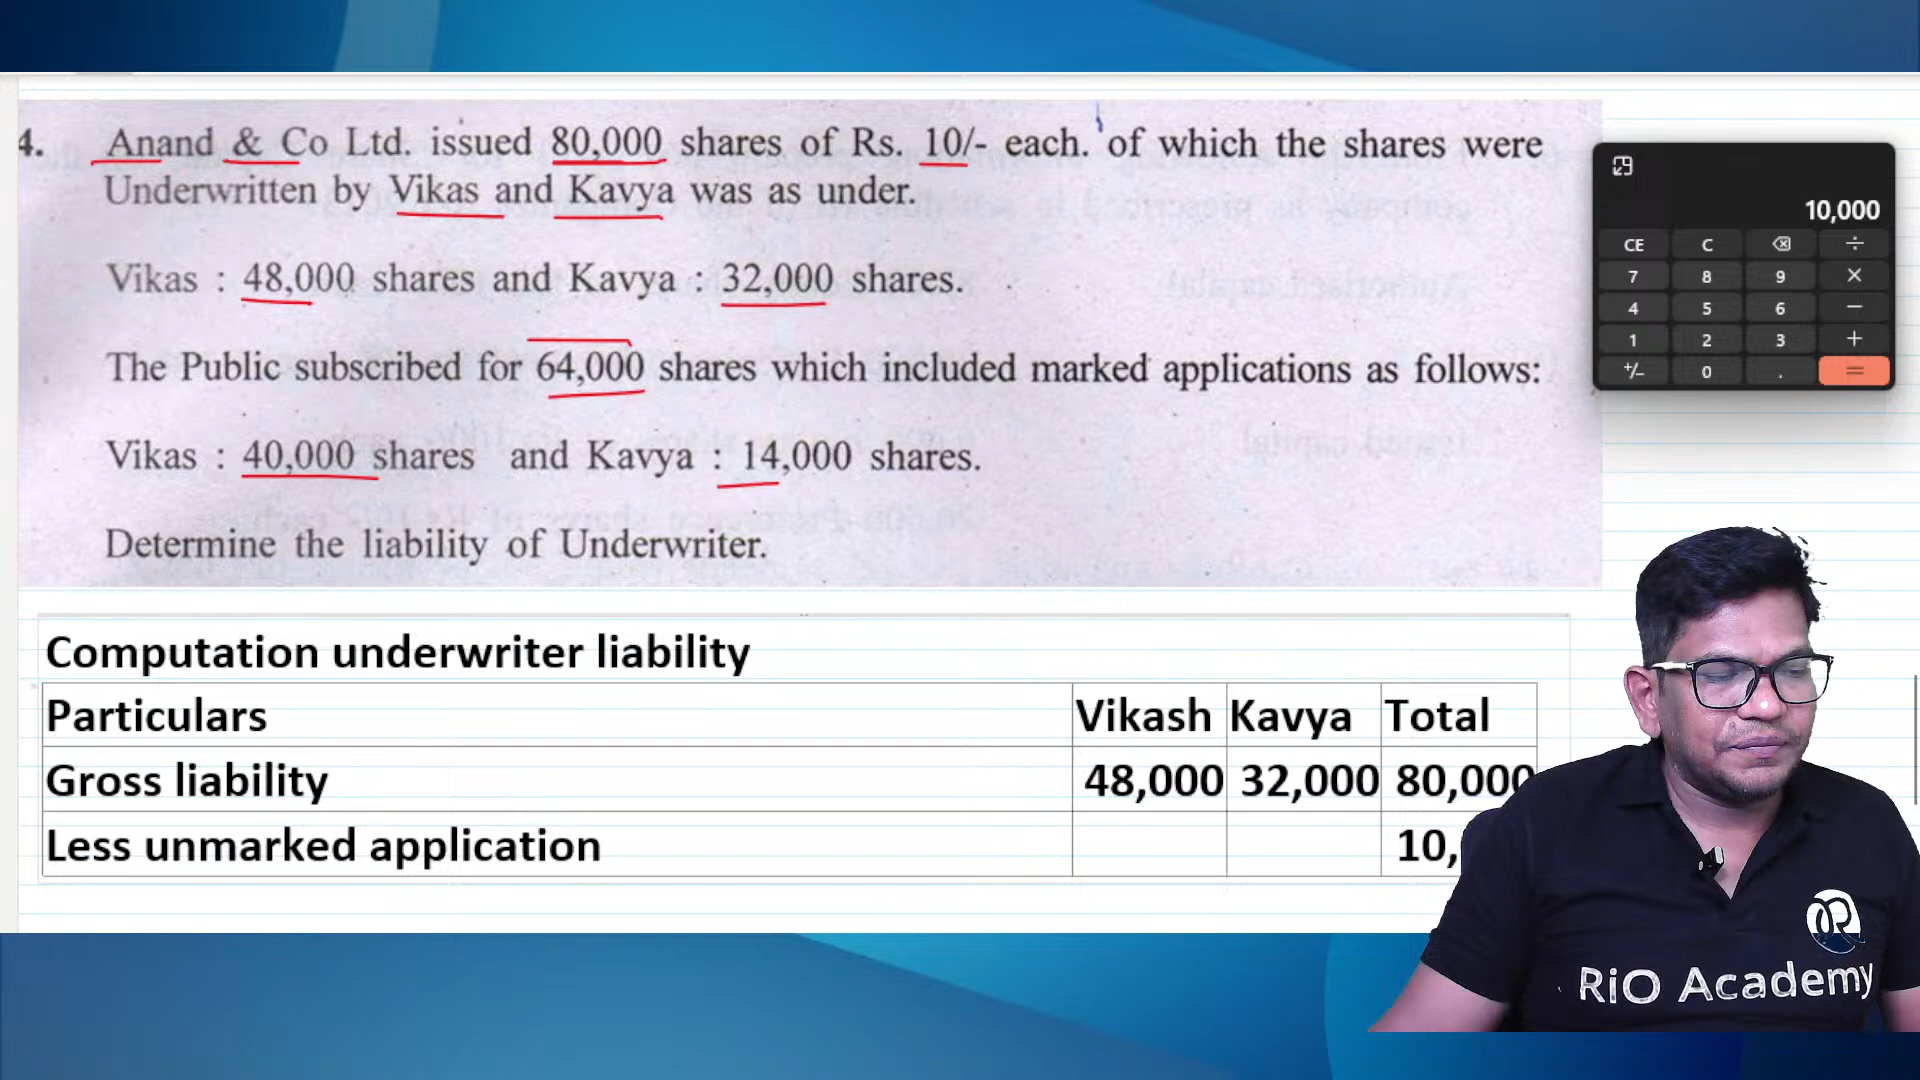 4. Anand & Co Ltd. issued 80,000 shares of Rs. 10/- each. of which the shares were
Underwritten by Vikas and Kavya was as under.
Vikas : 48,000 shares and Kavya : 32,000 shares.
The Public subscribed for 64,000 shares which included marked applications as follows:
Vikas : 40,000 shares and Kavya : 14,000 shares.
Determine the liability of Underwriter.
10,000
CE C ⌫ ÷
7 8 9 ×
4 5 6 −
1 2 3 +
+/− 0 . =
Computation underwriter liability
Particulars Vikash Kavya Total
Gross liability 48,000 32,000 80,000
Less unmarked application 10,
RiO Academy